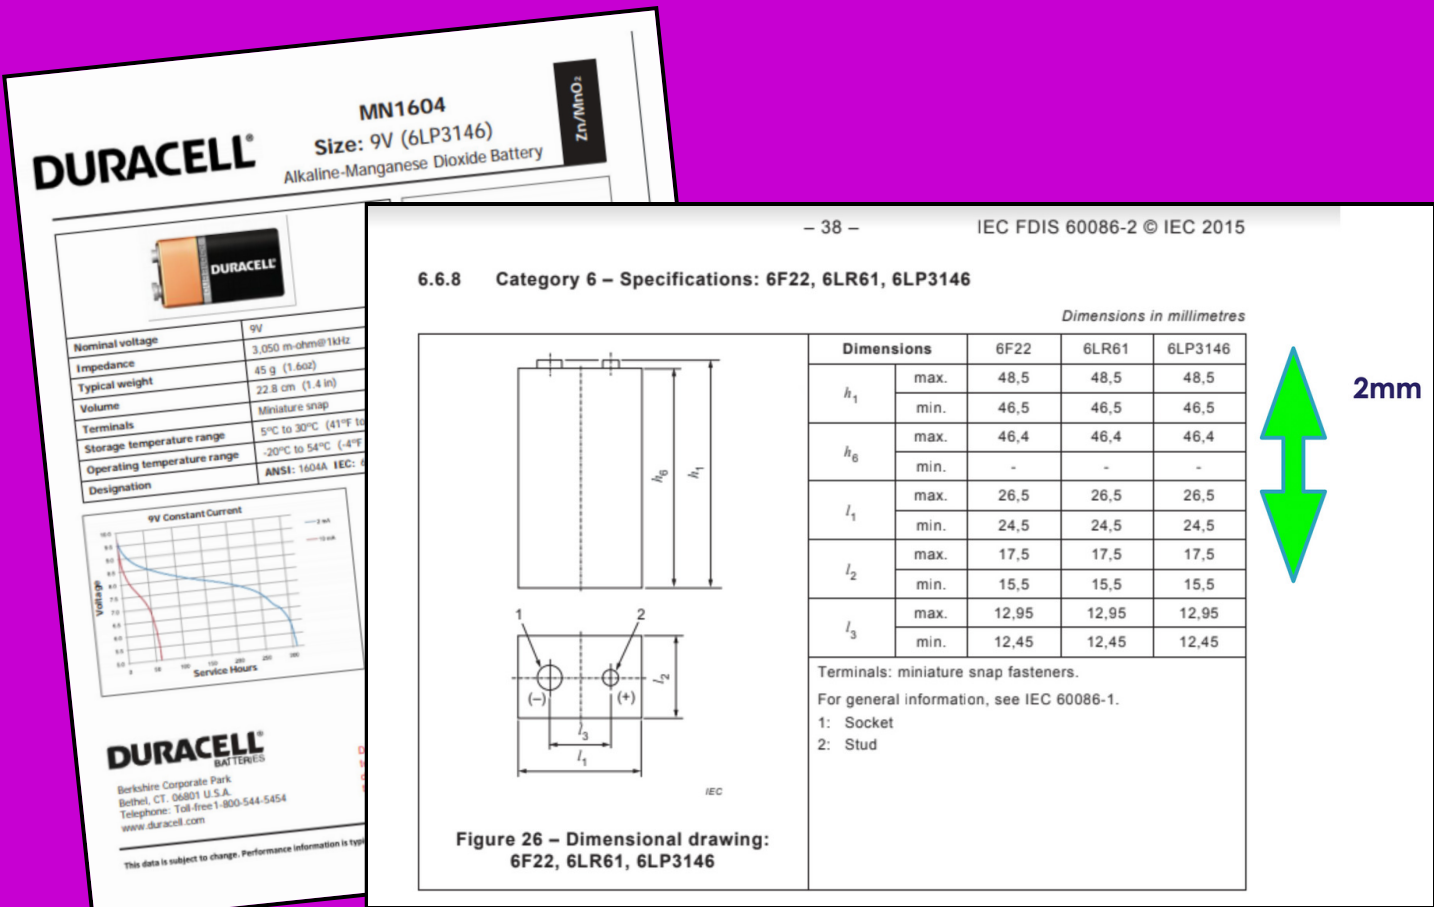 MN1604
Size: 9V (6LP3146)
Alkaline-Manganese Dioxide Battery
Zn/MnO₂
DURACELL®
DURACELL
Nominal voltage 9V
Impedance 3,050 m-ohm@1kHz
Typical weight 45 g (1.6oz)
Volume 22.8 cm (1.4 in)
Terminals Miniature snap
Storage temperature range 5°C to 30°C (41°F to
Operating temperature range -20°C to 54°C (-4°F
Designation ANSI: 1604A IEC: 6
9V Constant Current
Voltage
Service Hours
DURACELL®
BATTERIES
Berkshire Corporate Park
Bethel, CT. 06801 U.S.A.
Telephone: Toll-free 1-800-544-5454
www.duracell.com
This data is subject to change. Performance information is typi
– 38 – IEC FDIS 60086-2 © IEC 2015
6.6.8 Category 6 – Specifications: 6F22, 6LR61, 6LP3146
Dimensions in millimetres
Dimensions 6F22 6LR61 6LP3146
h1 max. 48,5 48,5 48,5
min. 46,5 46,5 46,5
h6 max. 46,4 46,4 46,4
min. - - -
l1 max. 26,5 26,5 26,5
min. 24,5 24,5 24,5
l2 max. 17,5 17,5 17,5
min. 15,5 15,5 15,5
l3 max. 12,95 12,95 12,95
min. 12,45 12,45 12,45
Terminals: miniature snap fasteners.
For general information, see IEC 60086-1.
1: Socket
2: Stud
h6 h1
1 2
(–) (+)
l2
l3
l1
IEC
Figure 26 – Dimensional drawing:
6F22, 6LR61, 6LP3146
2mm